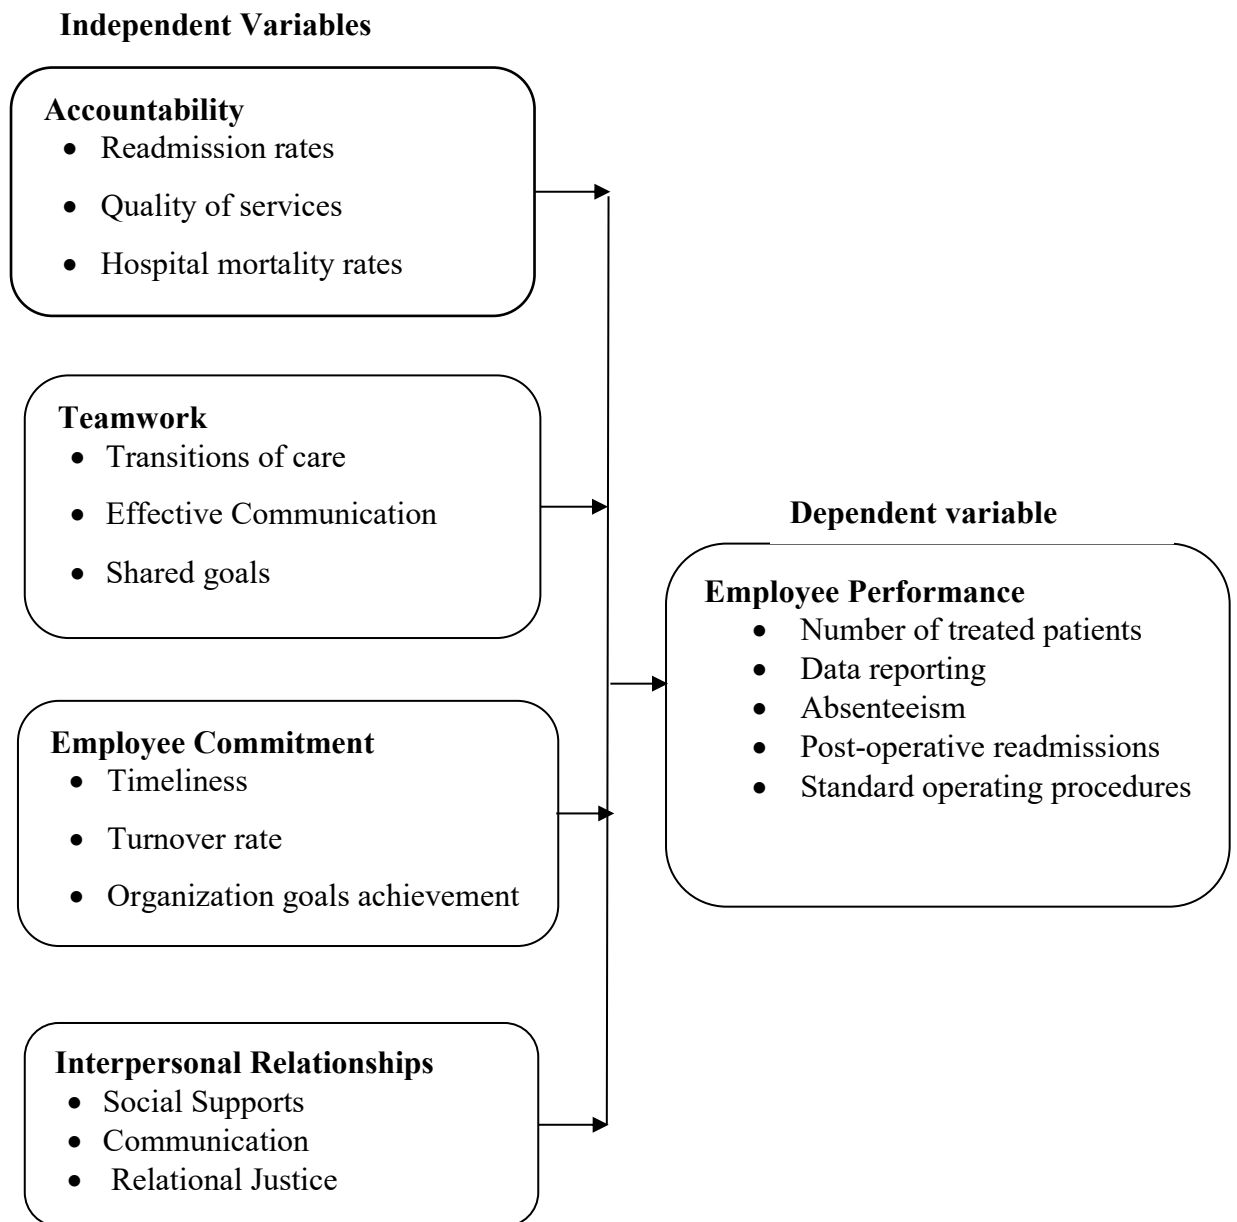 Independent Variables
Accountability
• Readmission rates
• Quality of services
• Hospital mortality rates
Teamwork
• Transitions of care
• Effective Communication
• Shared goals
Employee Commitment
• Timeliness
• Turnover rate
• Organization goals achievement
Interpersonal Relationships
• Social Supports
• Communication
• Relational Justice
Dependent variable
Employee Performance
• Number of treated patients
• Data reporting
• Absenteeism
• Post-operative readmissions
• Standard operating procedures